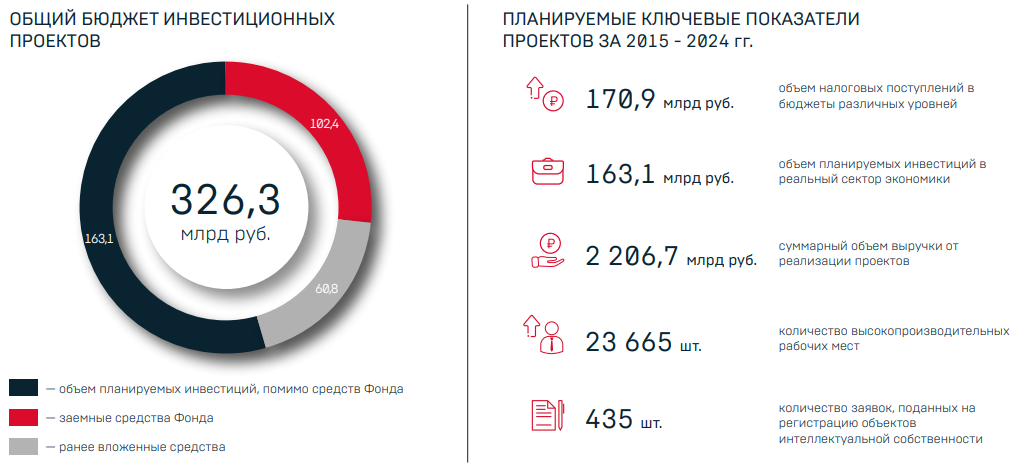 ОБЩИЙ БЮДЖЕТ ИНВЕСТИЦИОННЫХ
ПРОЕКТОВ
102,4
326,3
млрд руб.
163,1
60,8
— объем планируемых инвестиций, помимо средств Фонда
— заемные средства Фонда
— ранее вложенные средства
ПЛАНИРУЕМЫЕ КЛЮЧЕВЫЕ ПОКАЗАТЕЛИ
ПРОЕКТОВ ЗА 2015 - 2024 гг.
170,9 млрд руб.
объем налоговых поступлений в
бюджеты различных уровней
163,1 млрд руб.
объем планируемых инвестиций в
реальный сектор экономики
2 206,7 млрд руб.
суммарный объем выручки от
реализации проектов
23 665 шт.
количество высокопроизводительных
рабочих мест
435 шт.
количество заявок, поданных на
регистрацию объектов
интеллектуальной собственности